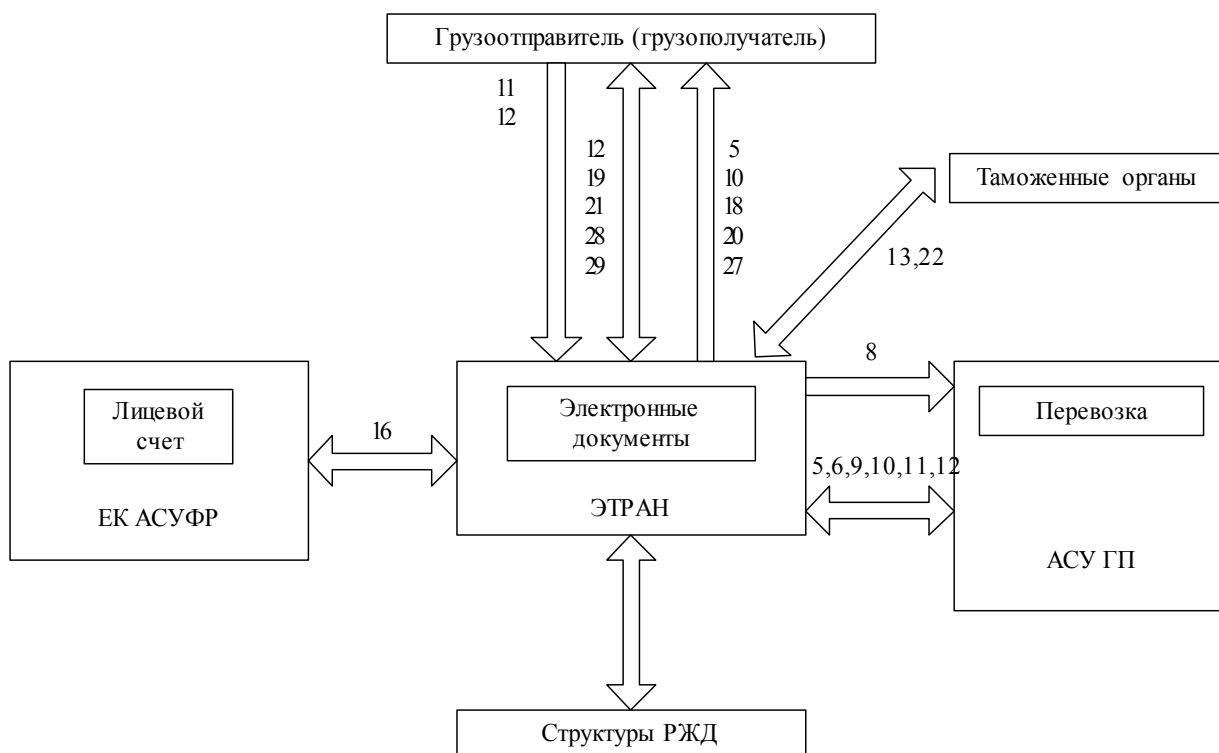 Грузоотправитель (грузополучатель)
11
12
12
19
21
28
29
5
10
18
20
27
Таможенные органы
13,22
8
Лицевой
счет
ЕК АСУФР
16
Электронные
документы
ЭТРАН
Перевозка
5,6,9,10,11,12
АСУ ГП
Структуры РЖД